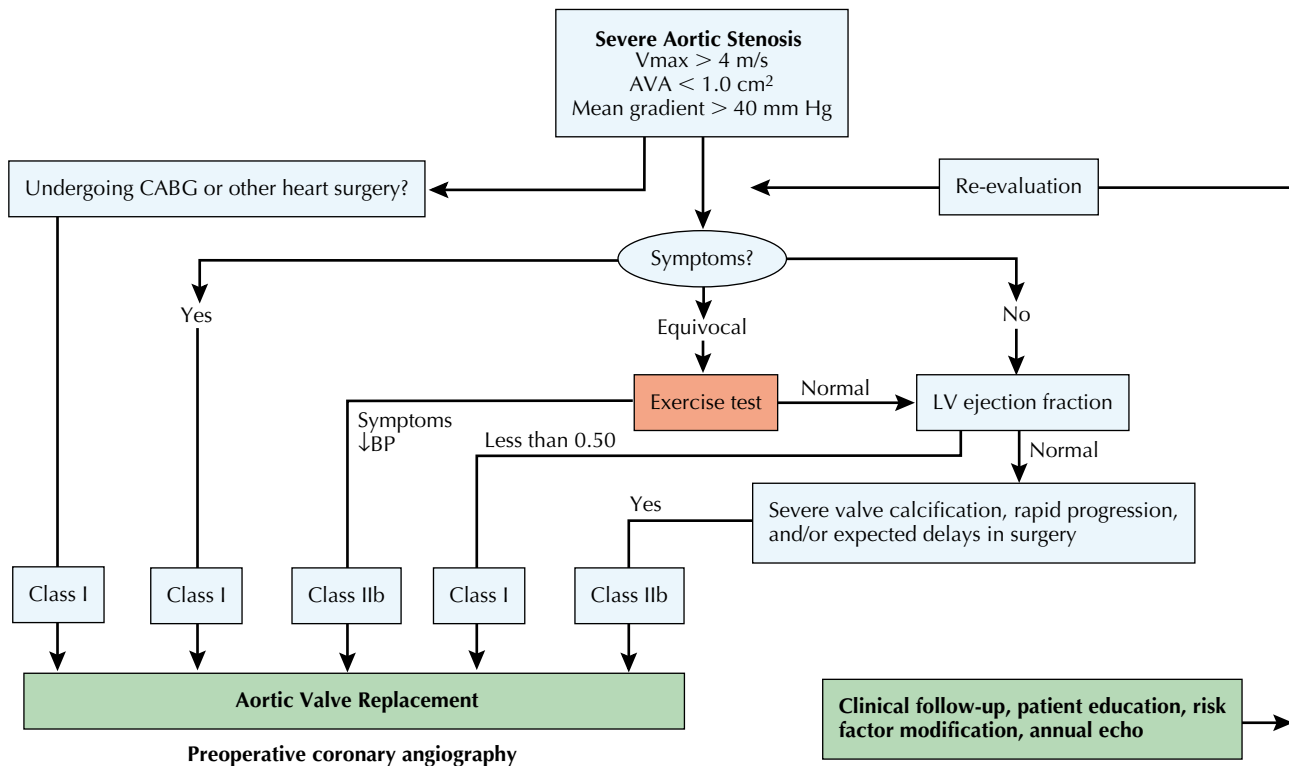 Severe Aortic Stenosis
Vmax > 4 m/s
AVA < 1.0 cm²
Mean gradient > 40 mm Hg
Undergoing CABG or other heart surgery?
Re-evaluation
Symptoms?
Yes
Equivocal
No
Exercise test
Normal
LV ejection fraction
Symptoms
↓BP
Less than 0.50
Normal
Yes
Severe valve calcification, rapid progression,
and/or expected delays in surgery
Class I
Class I
Class IIb
Class I
Class IIb
Aortic Valve Replacement
Clinical follow-up, patient education, risk
factor modification, annual echo
Preoperative coronary angiography